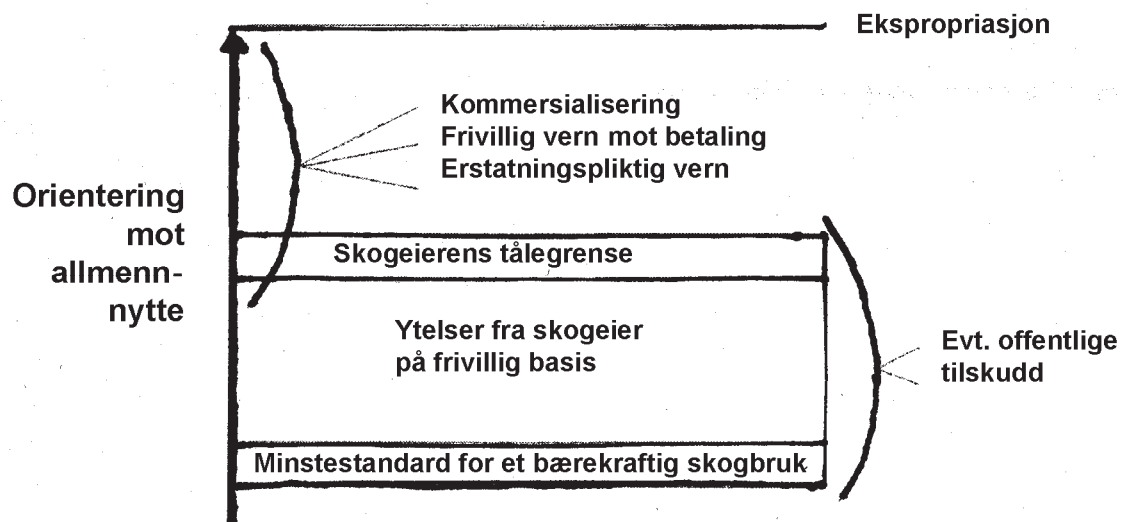 Ekspropriasjon
Kommersialisering
Frivillig vern mot betaling
Erstatningspliktig vern
Orientering
mot
allmenn-
nytte
Skogeierens tålegrense
Ytelser fra skogeier
på frivillig basis
Evt. offentlige
tilskudd
Minstestandard for et bærekraftig skogbruk